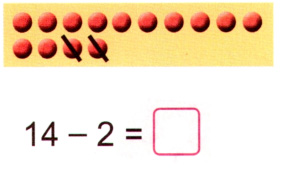 14 – 2 =